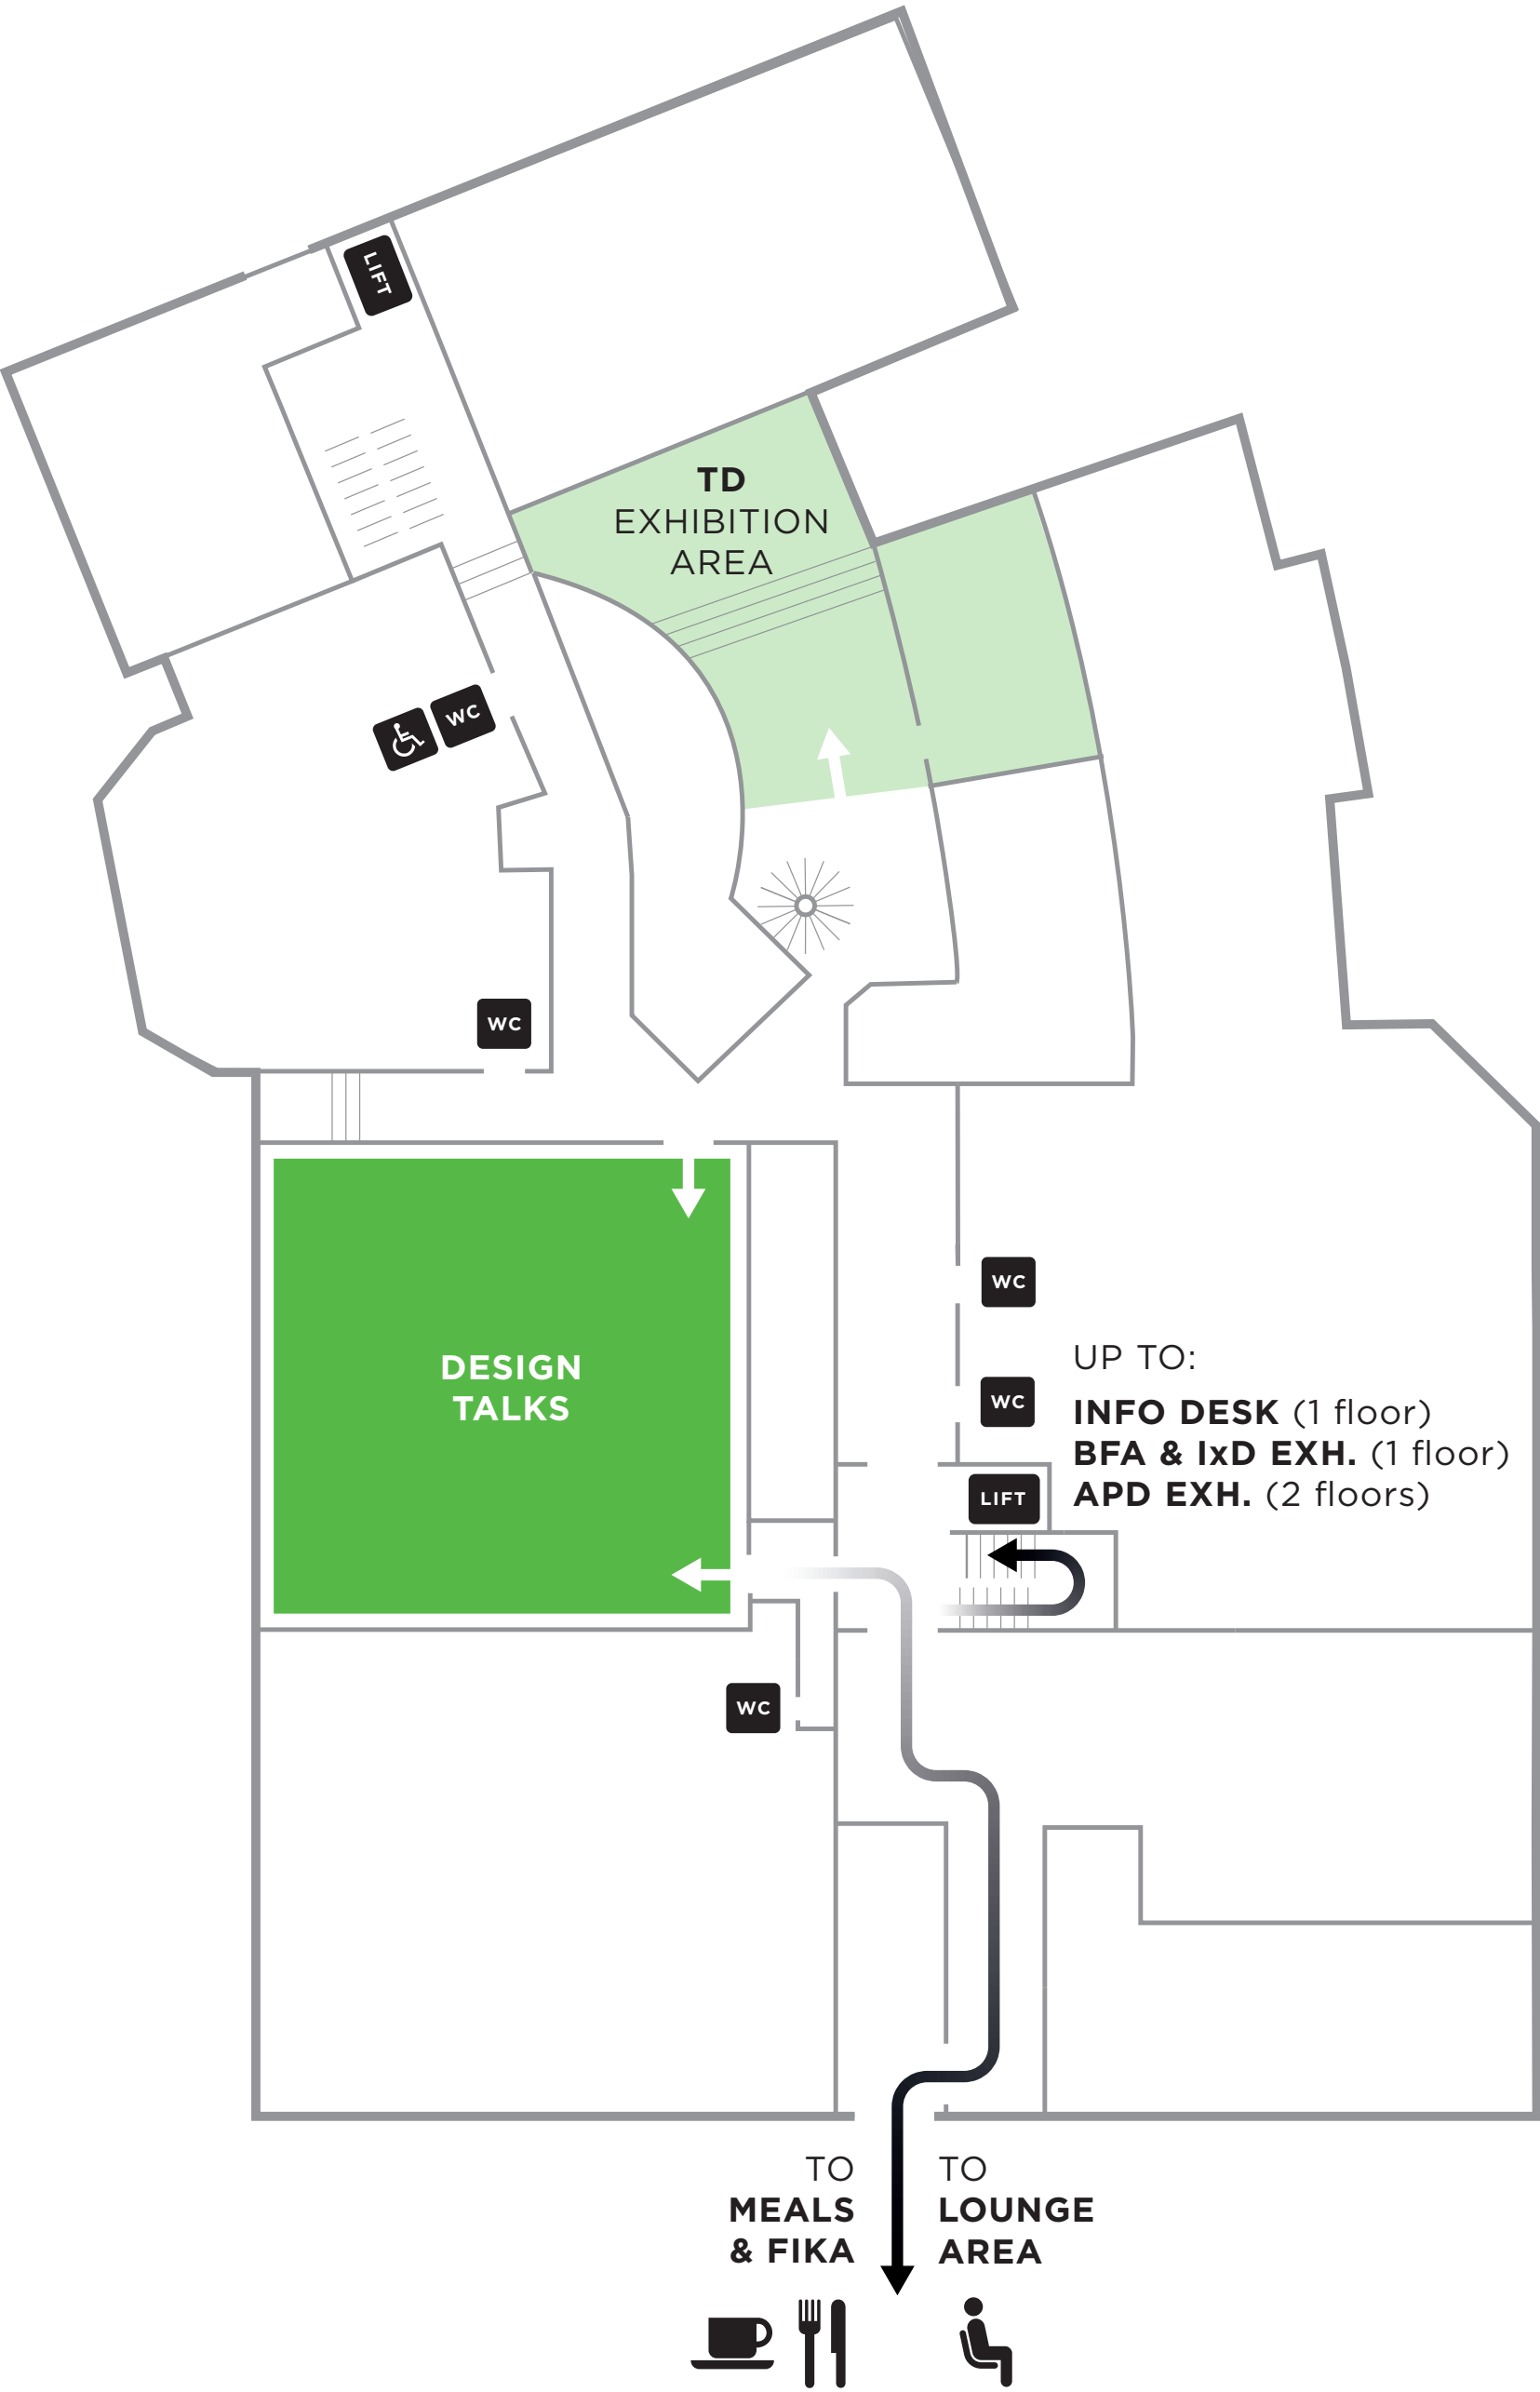 LIFT
TD
EXHIBITION
AREA
WC
WC
WC
DESIGN
TALKS
WC
UP TO:
INFO DESK (1 floor)
BFA & IxD EXH. (1 floor)
APD EXH. (2 floors)
LIFT
WC
TO
MEALS
& FIKA
TO
LOUNGE
AREA